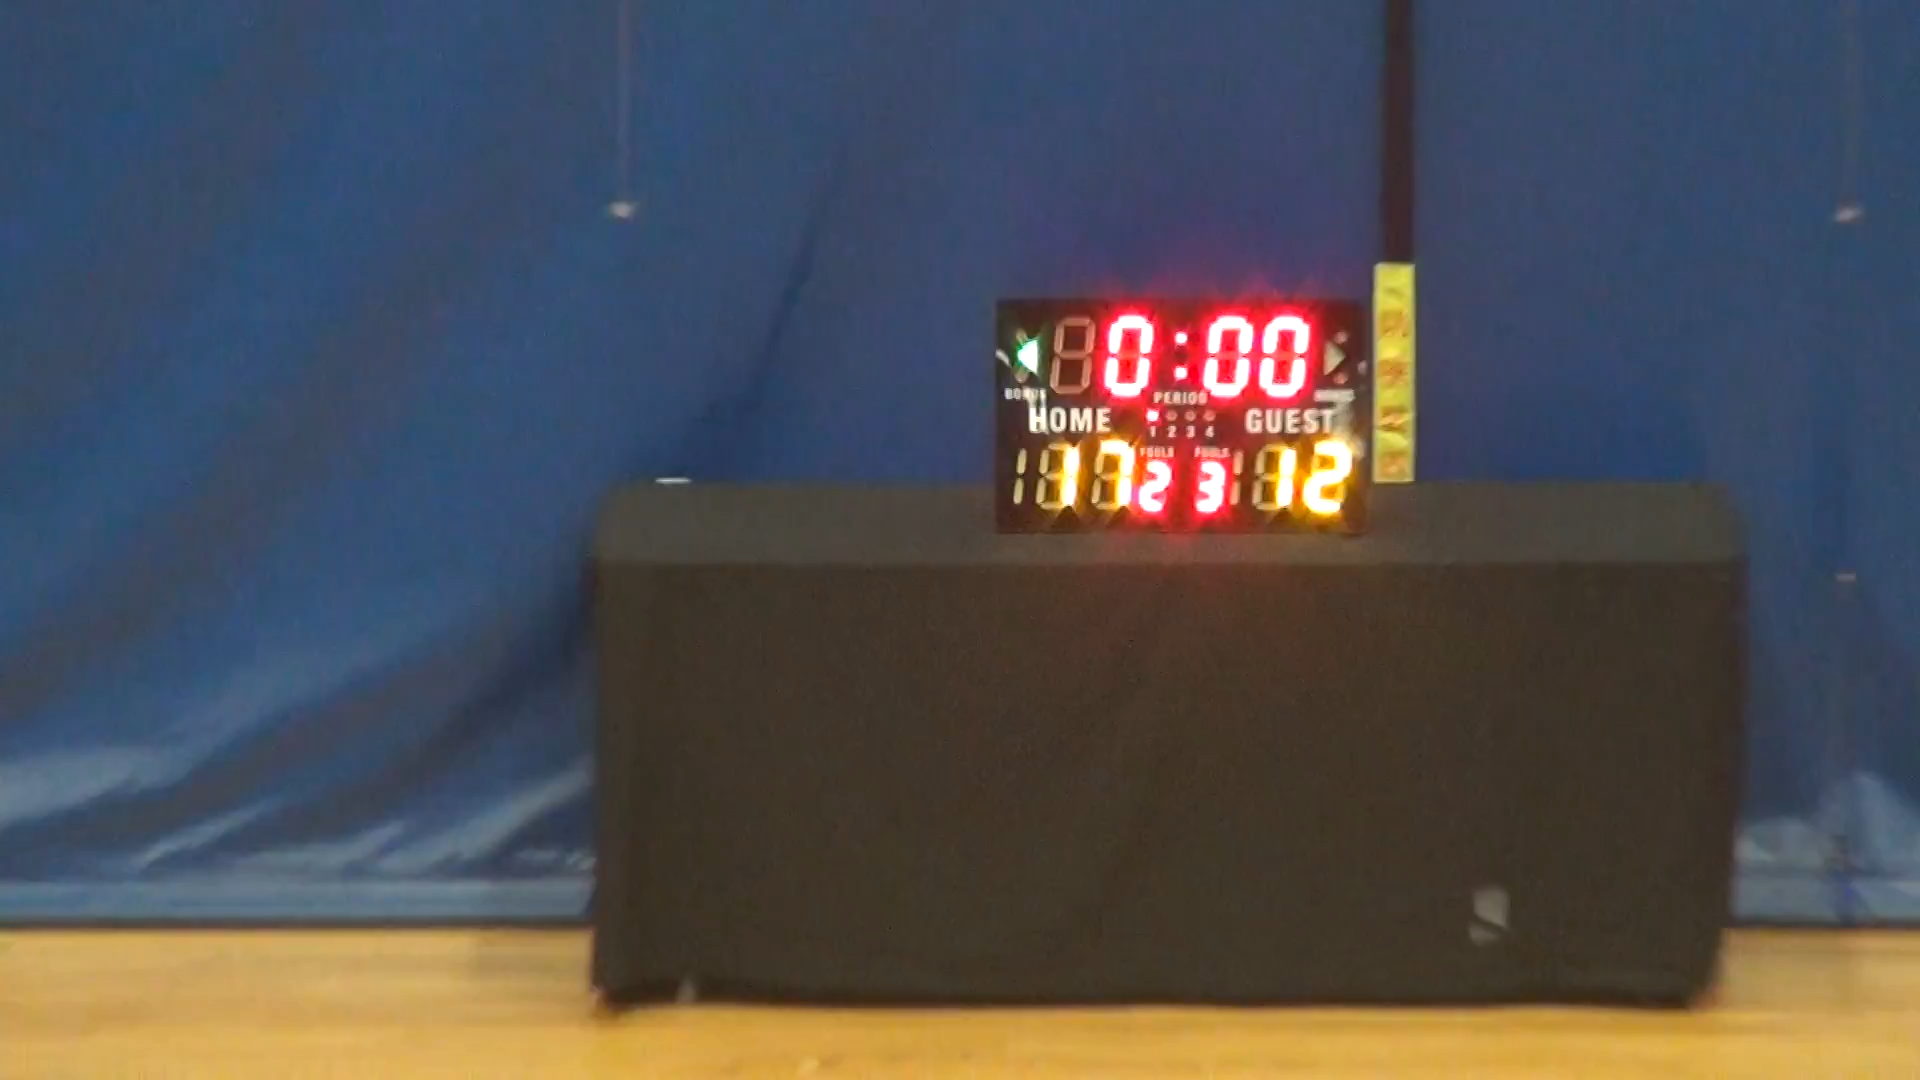 0:00
BONUS PERIOD BONUS
HOME 1 2 3 4 GUEST
FOULS FOULS
17 2 3 12